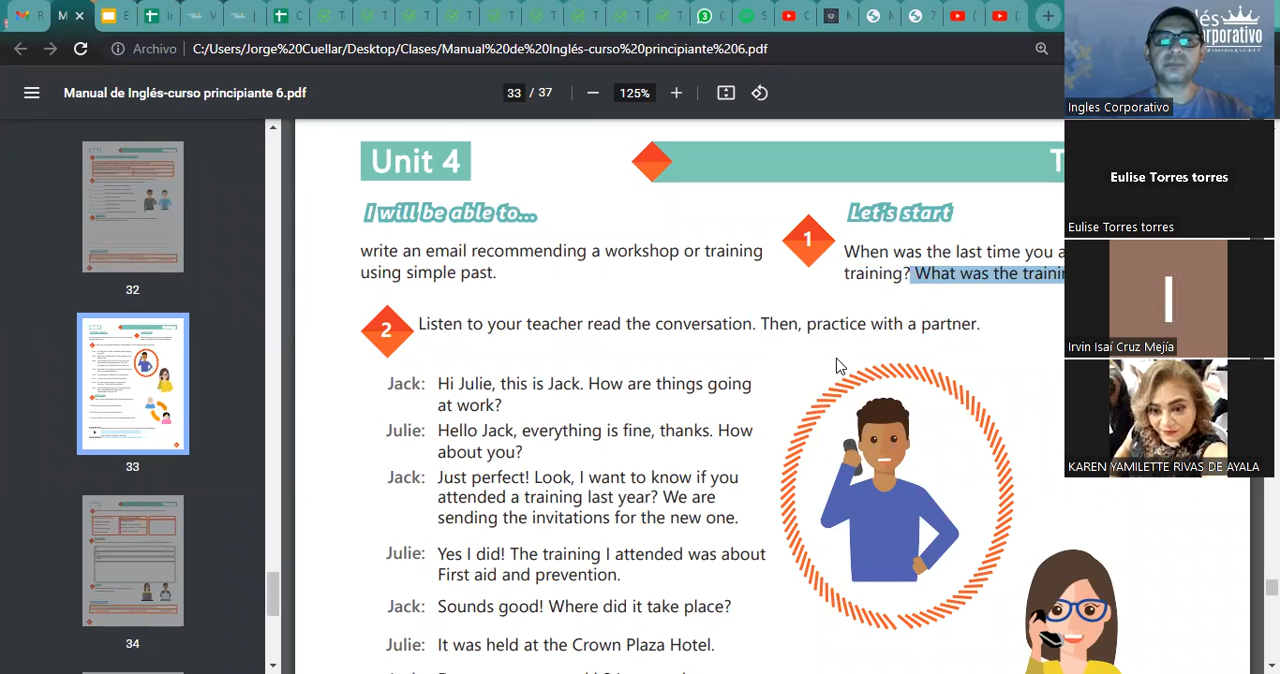 M
R
M
E
I
C
T
T
T
T
T
T
T
T
T
3
S
C
M
N
7
Archivo
C:/Users/Jorge%20Cuellar/Desktop/Clases/Manual%20de%20Inglés-curso%20principiante%206.pdf
Manual de Inglés-curso principiante 6.pdf
33 / 37
125%
32
33
34
Unit 4
T
I will be able to...
write an email recommending a workshop or training
using simple past.
1
Let's start
When was the last time you a
training? What was the trainin
2
Listen to your teacher read the conversation. Then, practice with a partner.
Jack: Hi Julie, this is Jack. How are things going
at work?
Julie: Hello Jack, everything is fine, thanks. How
about you?
Jack: Just perfect! Look, I want to know if you
attended a training last year? We are
sending the invitations for the new one.
Julie: Yes I did! The training I attended was about
First aid and prevention.
Jack: Sounds good! Where did it take place?
Julie: It was held at the Crown Plaza Hotel.
lés
rporativo
Ingles Corporativo
Eulise Torres torres
Eulise Torres torres
I
Irvin Isaí Cruz Mejía
KAREN YAMILETTE RIVAS DE AYALA